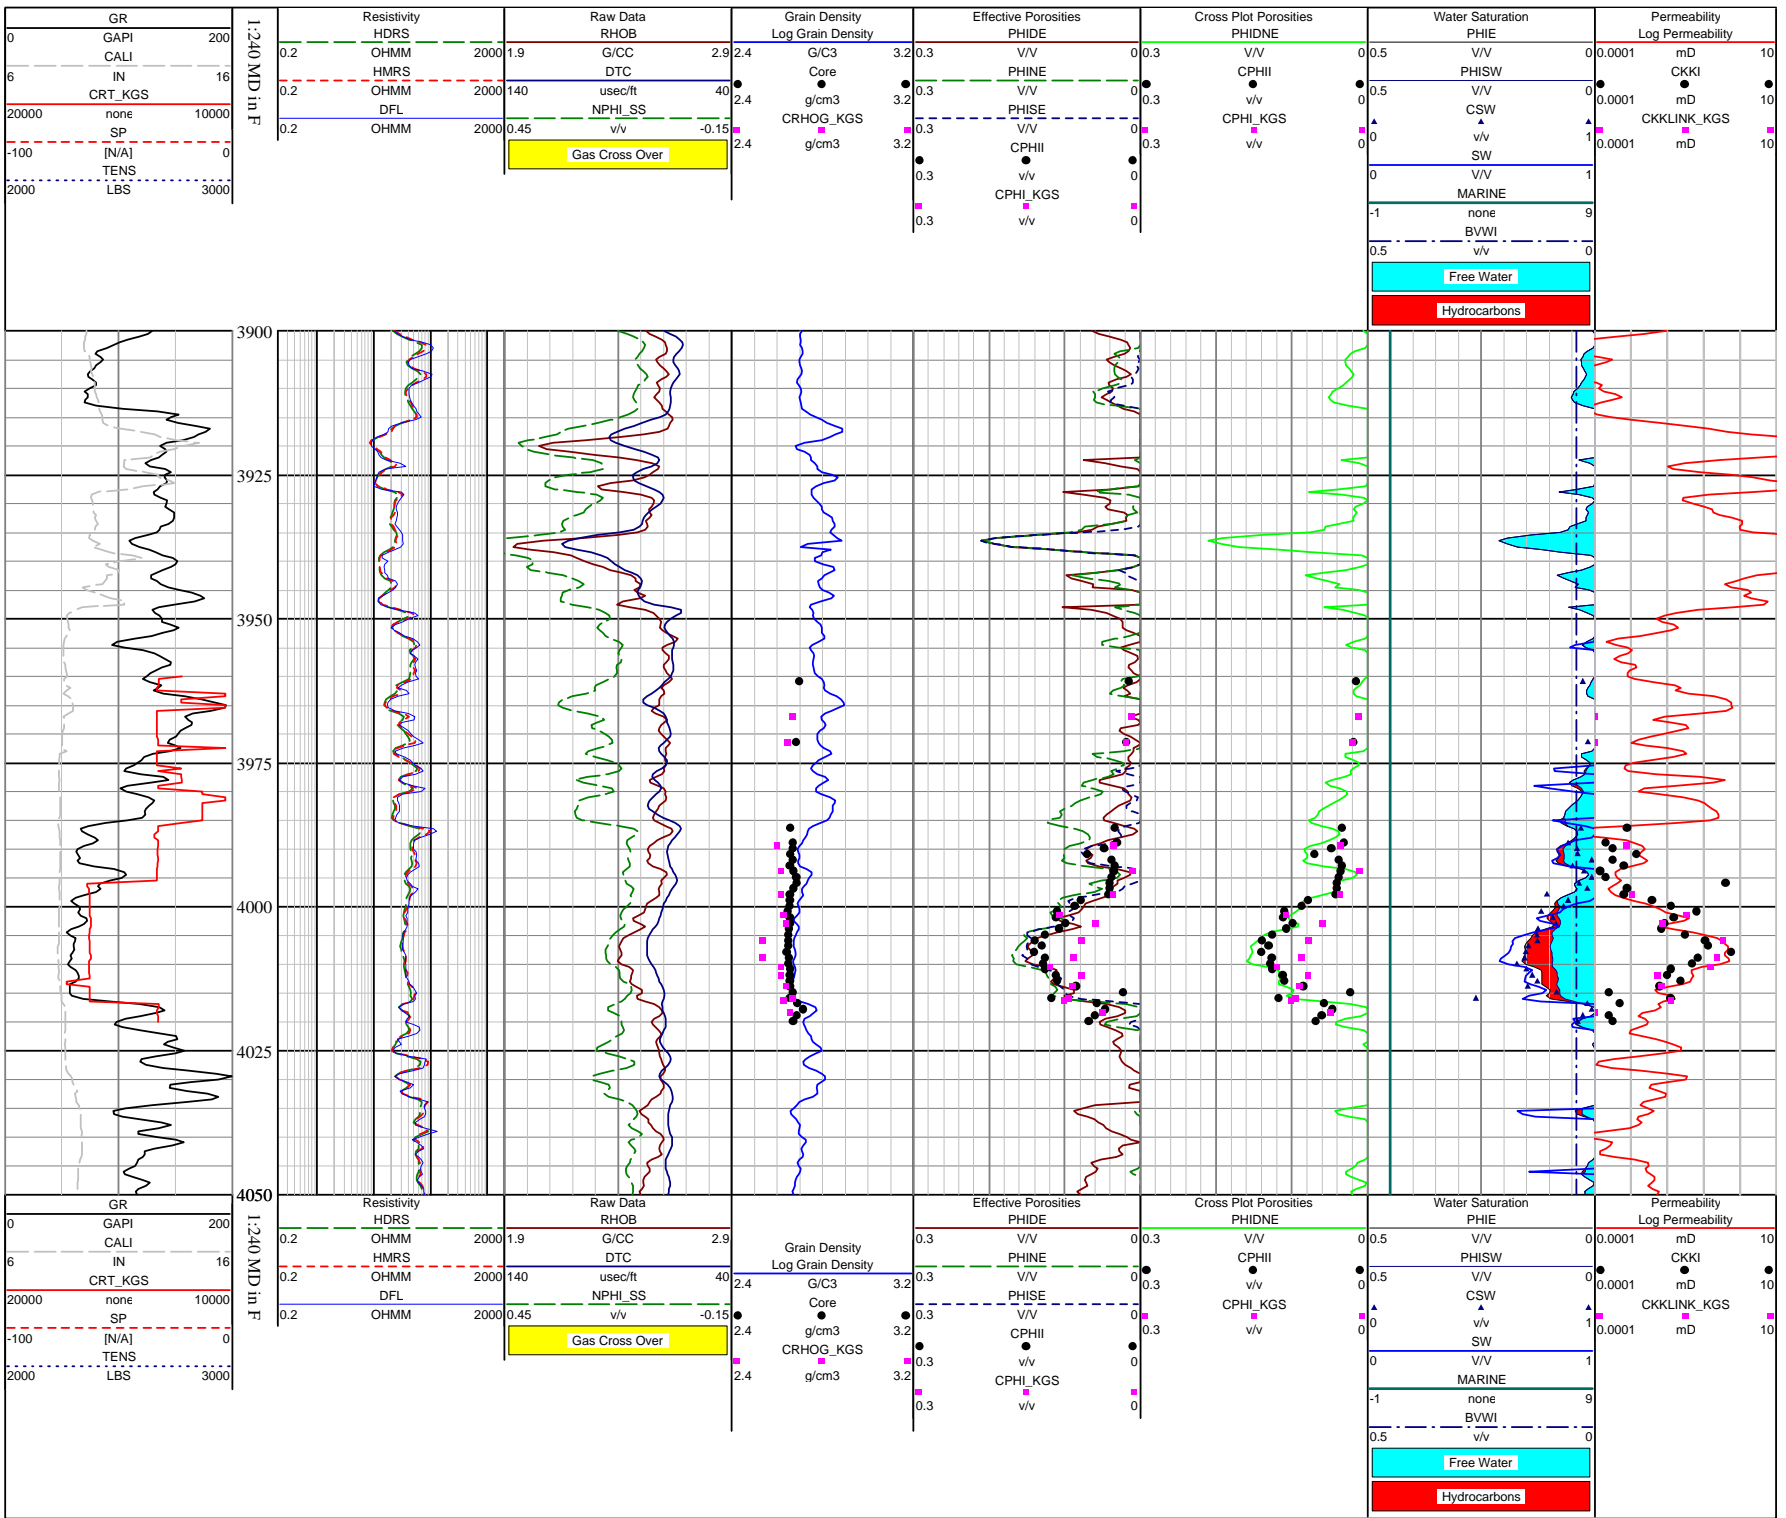 GR
0 GAPI 200
CALI
6 IN 16
CRT_KGS
20000 none 10000
SP
-100 [N/A] 0
TENS
2000 LBS 3000
1:240 MD in F
Resistivity
HDRS
0.2 OHMM 2000
HMRS
0.2 OHMM 2000
DFL
0.2 OHMM 2000
Raw Data
RHOB
1.9 G/CC 2.9
DTC
140 usec/ft 40
NPHI_SS
0.45 v/v -0.15
Gas Cross Over
Grain Density
Log Grain Density
2.4 G/C3 3.2
Core
2.4 g/cm3 3.2
CRHOG_KGS
2.4 g/cm3 3.2
Effective Porosities
PHIDE
0.3 V/V 0
PHINE
0.3 V/V 0
PHISE
0.3 V/V 0
CPHII
0.3 v/v 0
CPHI_KGS
0.3 v/v 0
Cross Plot Porosities
PHIDNE
0.3 V/V 0
CPHII
0.3 v/v 0
CPHI_KGS
0.3 v/v 0
Water Saturation
PHIE
0.5 V/V 0
PHISW
0.5 V/V 0
CSW
0 v/v 1
SW
0 V/V 1
MARINE
-1 none 9
BVWI
0.5 v/v 0
Free Water
Hydrocarbons
Permeability
Log Permeability
0.0001 mD 10
CKKI
0.0001 mD 10
CKKLINK_KGS
0.0001 mD 10
3900
3925
3950
3975
4000
4025
4050
GR
0 GAPI 200
CALI
6 IN 16
CRT_KGS
20000 none 10000
SP
-100 [N/A] 0
TENS
2000 LBS 3000
1:240 MD in F
Resistivity
HDRS
0.2 OHMM 2000
HMRS
0.2 OHMM 2000
DFL
0.2 OHMM 2000
Raw Data
RHOB
1.9 G/CC 2.9
DTC
140 usec/ft 40
NPHI_SS
0.45 v/v -0.15
Gas Cross Over
Grain Density
Log Grain Density
2.4 G/C3 3.2
Core
2.4 g/cm3 3.2
CRHOG_KGS
2.4 g/cm3 3.2
Effective Porosities
PHIDE
0.3 V/V 0
PHINE
0.3 V/V 0
PHISE
0.3 V/V 0
CPHII
0.3 v/v 0
CPHI_KGS
0.3 v/v 0
Cross Plot Porosities
PHIDNE
0.3 V/V 0
CPHII
0.3 v/v 0
CPHI_KGS
0.3 v/v 0
Water Saturation
PHIE
0.5 V/V 0
PHISW
0.5 V/V 0
CSW
0 v/v 1
SW
0 V/V 1
MARINE
-1 none 9
BVWI
0.5 v/v 0
Free Water
Hydrocarbons
Permeability
Log Permeability
0.0001 mD 10
CKKI
0.0001 mD 10
CKKLINK_KGS
0.0001 mD 10